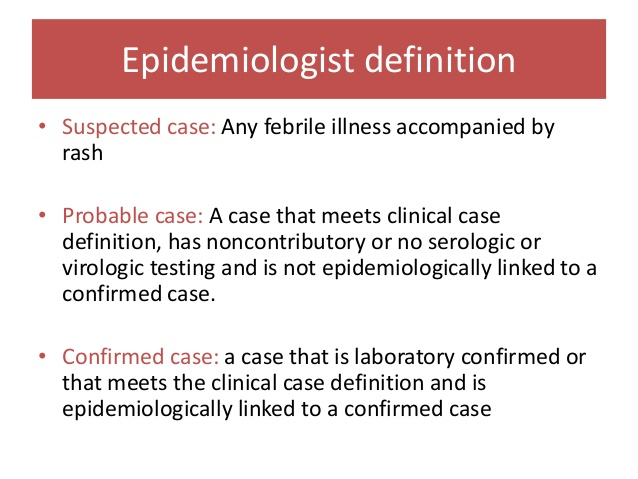 Epidemiologist definition
• Suspected case: Any febrile illness accompanied by
rash
• Probable case: A case that meets clinical case
definition, has noncontributory or no serologic or
virologic testing and is not epidemiologically linked to a
confirmed case.
• Confirmed case: a case that is laboratory confirmed or
that meets the clinical case definition and is
epidemiologically linked to a confirmed case